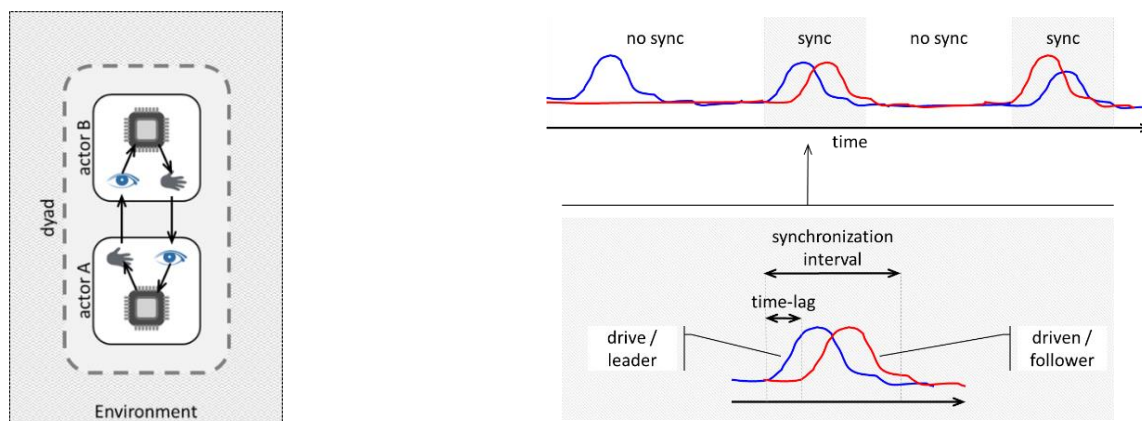 actor B
dyad
actor A
Environment
no sync
sync
no sync
sync
time
synchronization
interval
time-lag
drive /
leader
driven /
follower